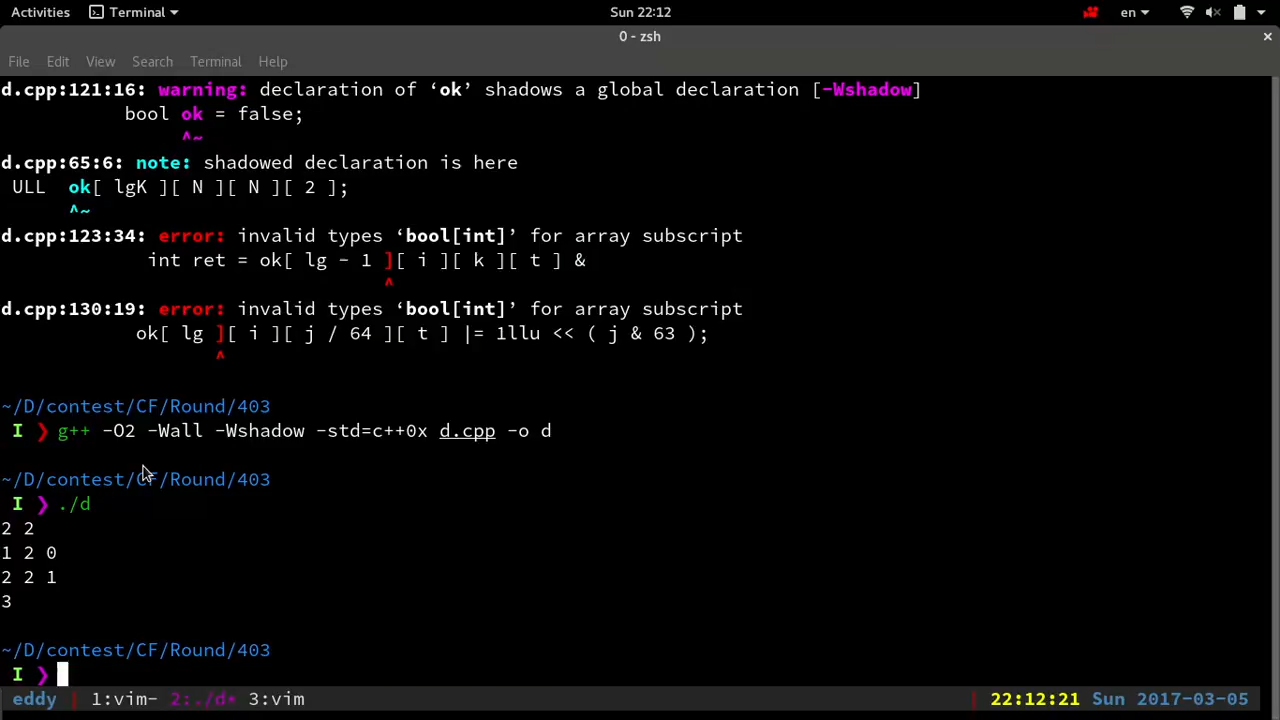 Activities Terminal Sun 22:12 en
0 - zsh
File Edit View Search Terminal Help
d.cpp:121:16: warning: declaration of ‘ok’ shadows a global declaration [-Wshadow]
bool ok = false;
^~
d.cpp:65:6: note: shadowed declaration is here
ULL ok[ lgK ][ N ][ N ][ 2 ];
^~
d.cpp:123:34: error: invalid types ‘bool[int]’ for array subscript
int ret = ok[ lg - 1 ][ i ][ k ][ t ] &
^
d.cpp:130:19: error: invalid types ‘bool[int]’ for array subscript
ok[ lg ][ i ][ j / 64 ][ t ] |= 1llu << ( j & 63 );
^
~/D/contest/CF/Round/403
I ❯ g++ -O2 -Wall -Wshadow -std=c++0x d.cpp -o d
~/D/contest/CF/Round/403
I ❯ ./d
2 2
1 2 0
2 2 1
3
~/D/contest/CF/Round/403
I ❯
eddy 1:vim- 2:./d* 3:vim 22:12:21 Sun 2017-03-05